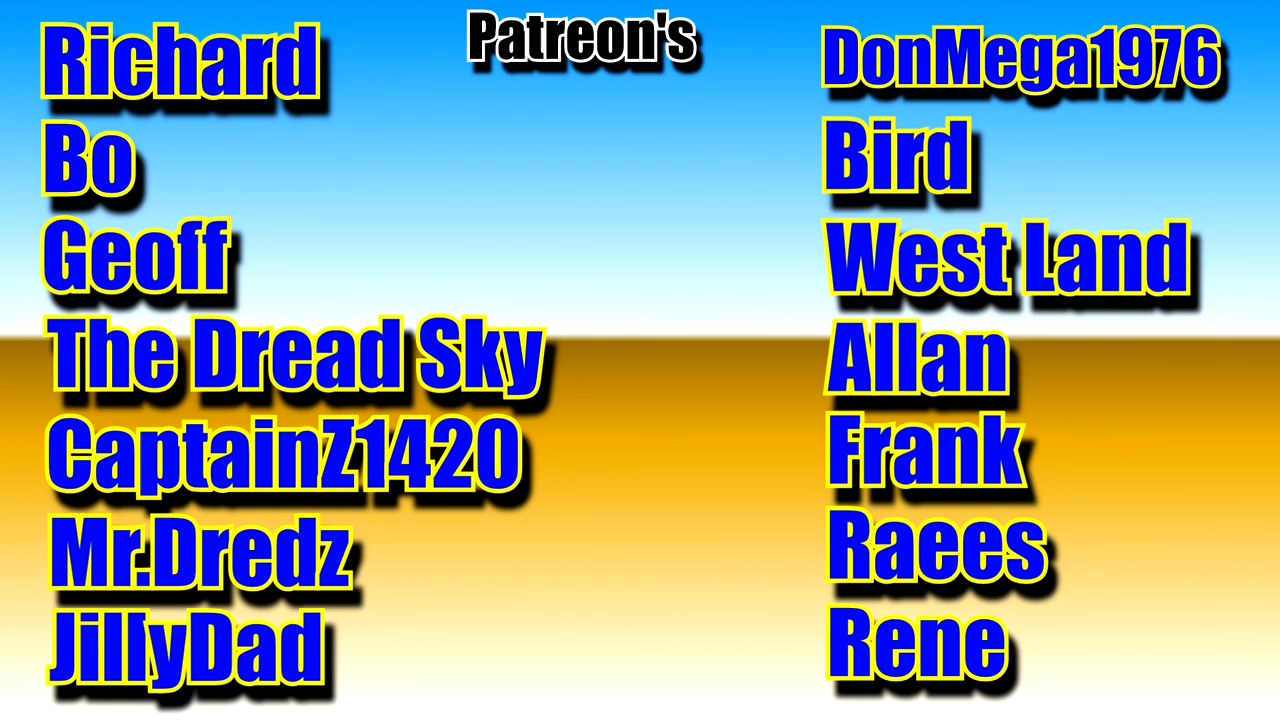 Patreon's
Richard
Bo
Geoff
The Dread Sky
CaptainZ1420
Mr.Dredz
JillyDad
DonMega1976
Bird
West Land
Allan
Frank
Raees
Rene